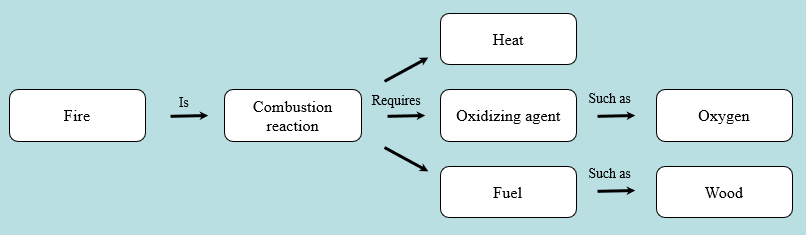 Heat
Fire
Is
Combustion
reaction
Requires
Oxidizing agent
Such as
Oxygen
Fuel
Such as
Wood